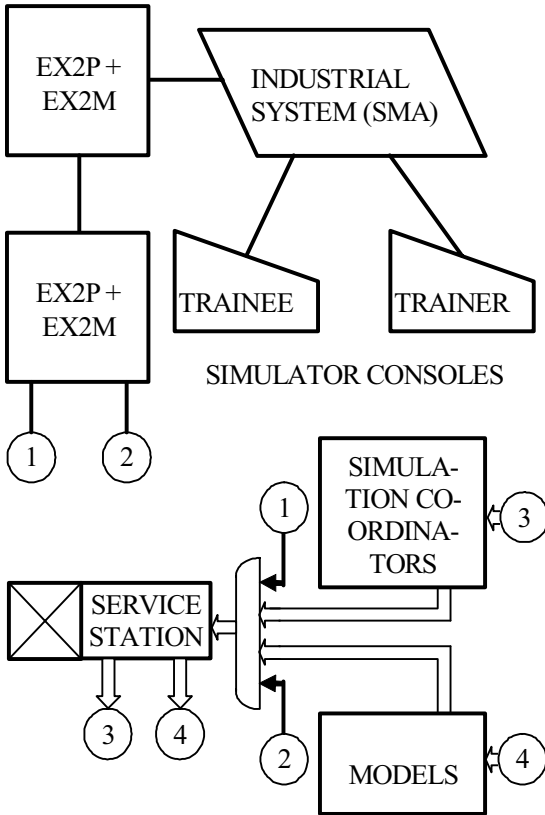 EX2P +
EX2M
INDUSTRIAL
SYSTEM (SMA)
EX2P +
EX2M
TRAINEE
TRAINER
SIMULATOR CONSOLES
1
2
SIMULA-
TION CO-
ORDINA-
TORS
1
3
SERVICE
STATION
3
4
2
MODELS
4